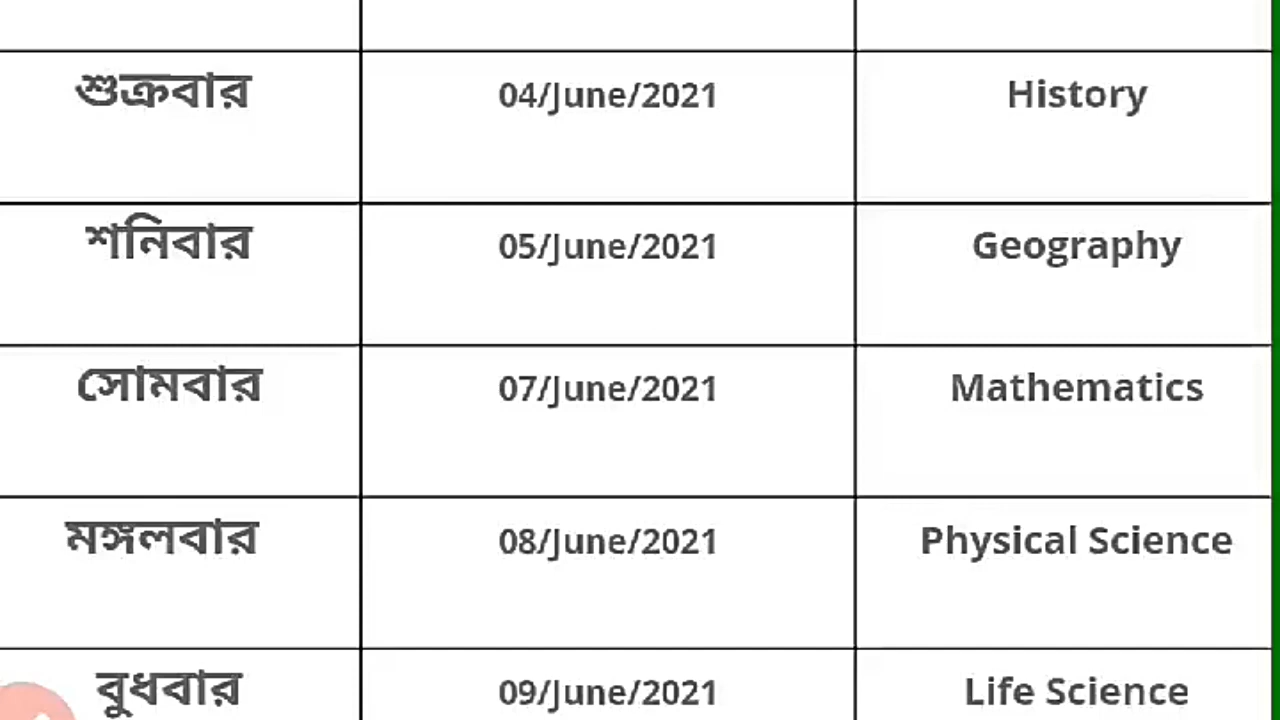 শুক্রবার 04/June/2021 History
শনিবার 05/June/2021 Geography
সোমবার 07/June/2021 Mathematics
মঙ্গলবার 08/June/2021 Physical Science
বুধবার 09/June/2021 Life Science